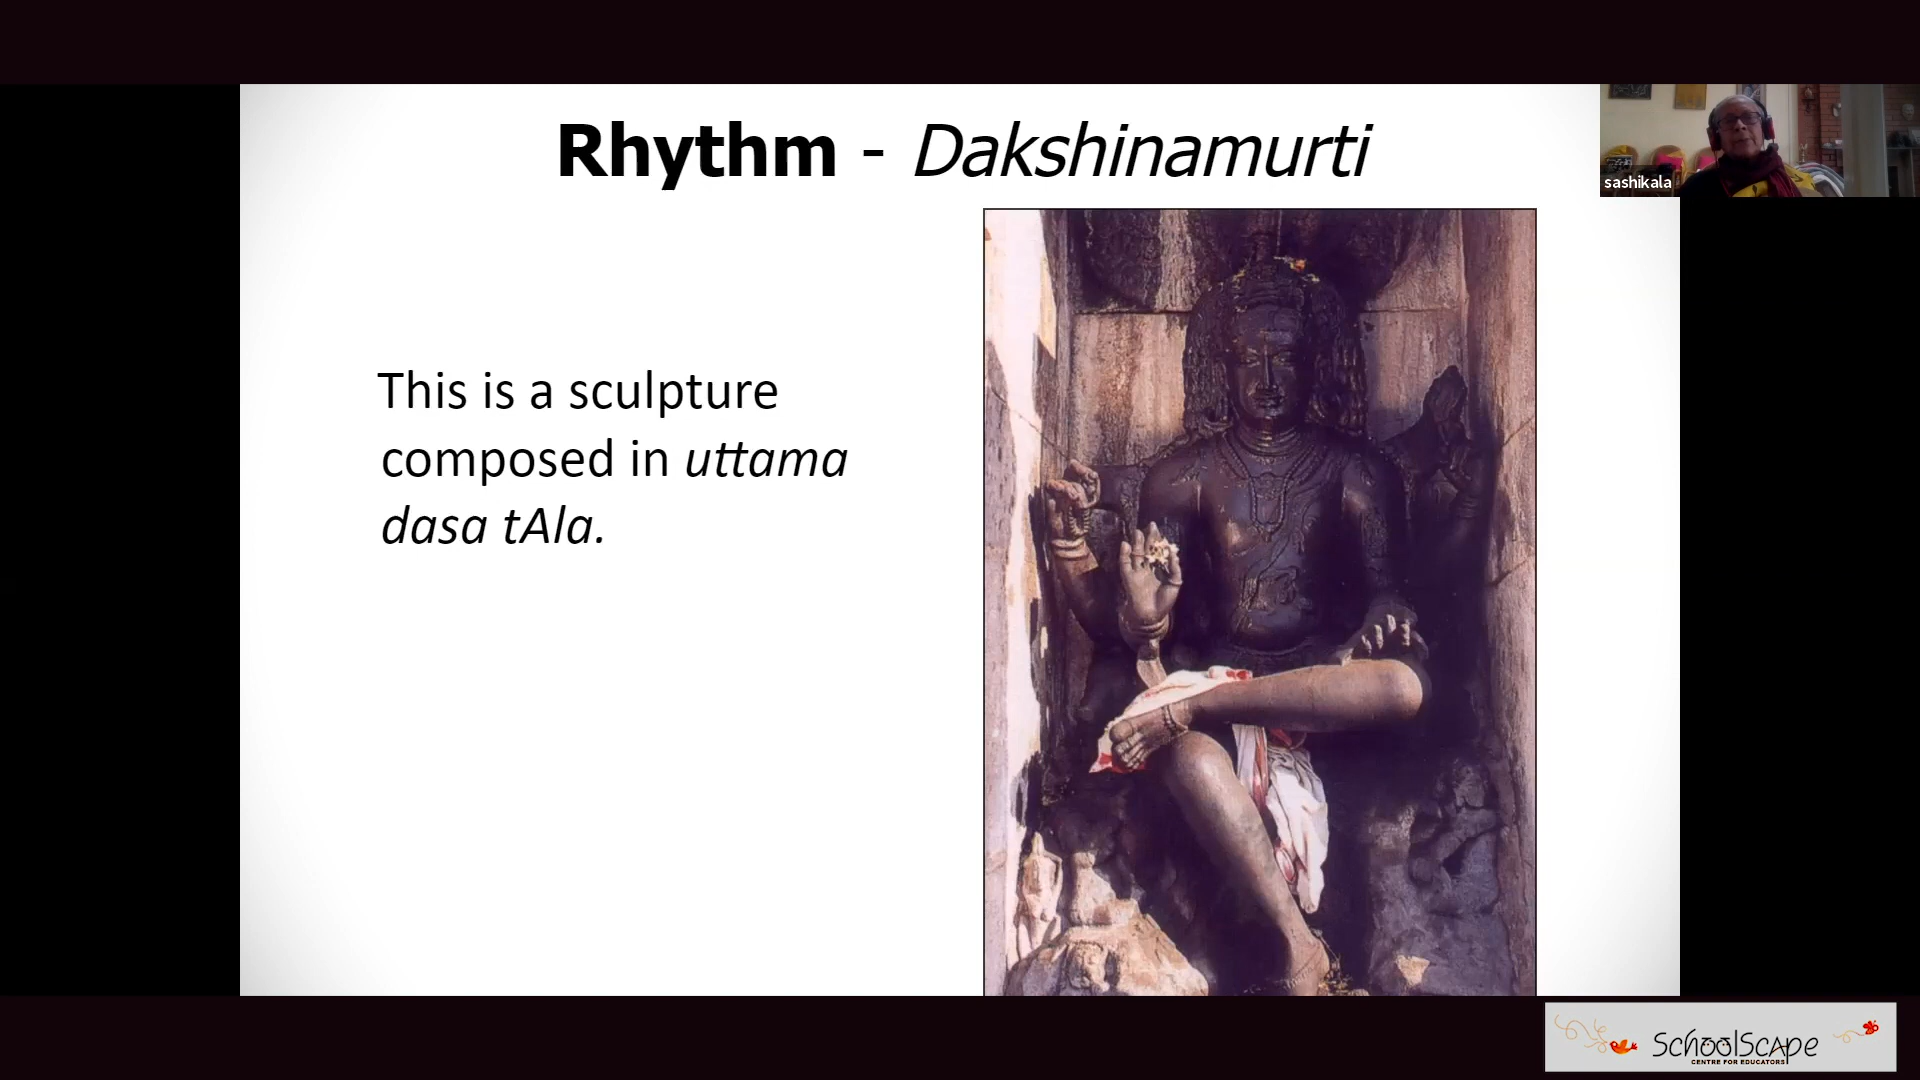 Rhythm - Dakshinamurti
sashikala
This is a sculpture
composed in uttama
dasa tAla.
SchoolScape
CENTRE FOR EDUCATORS